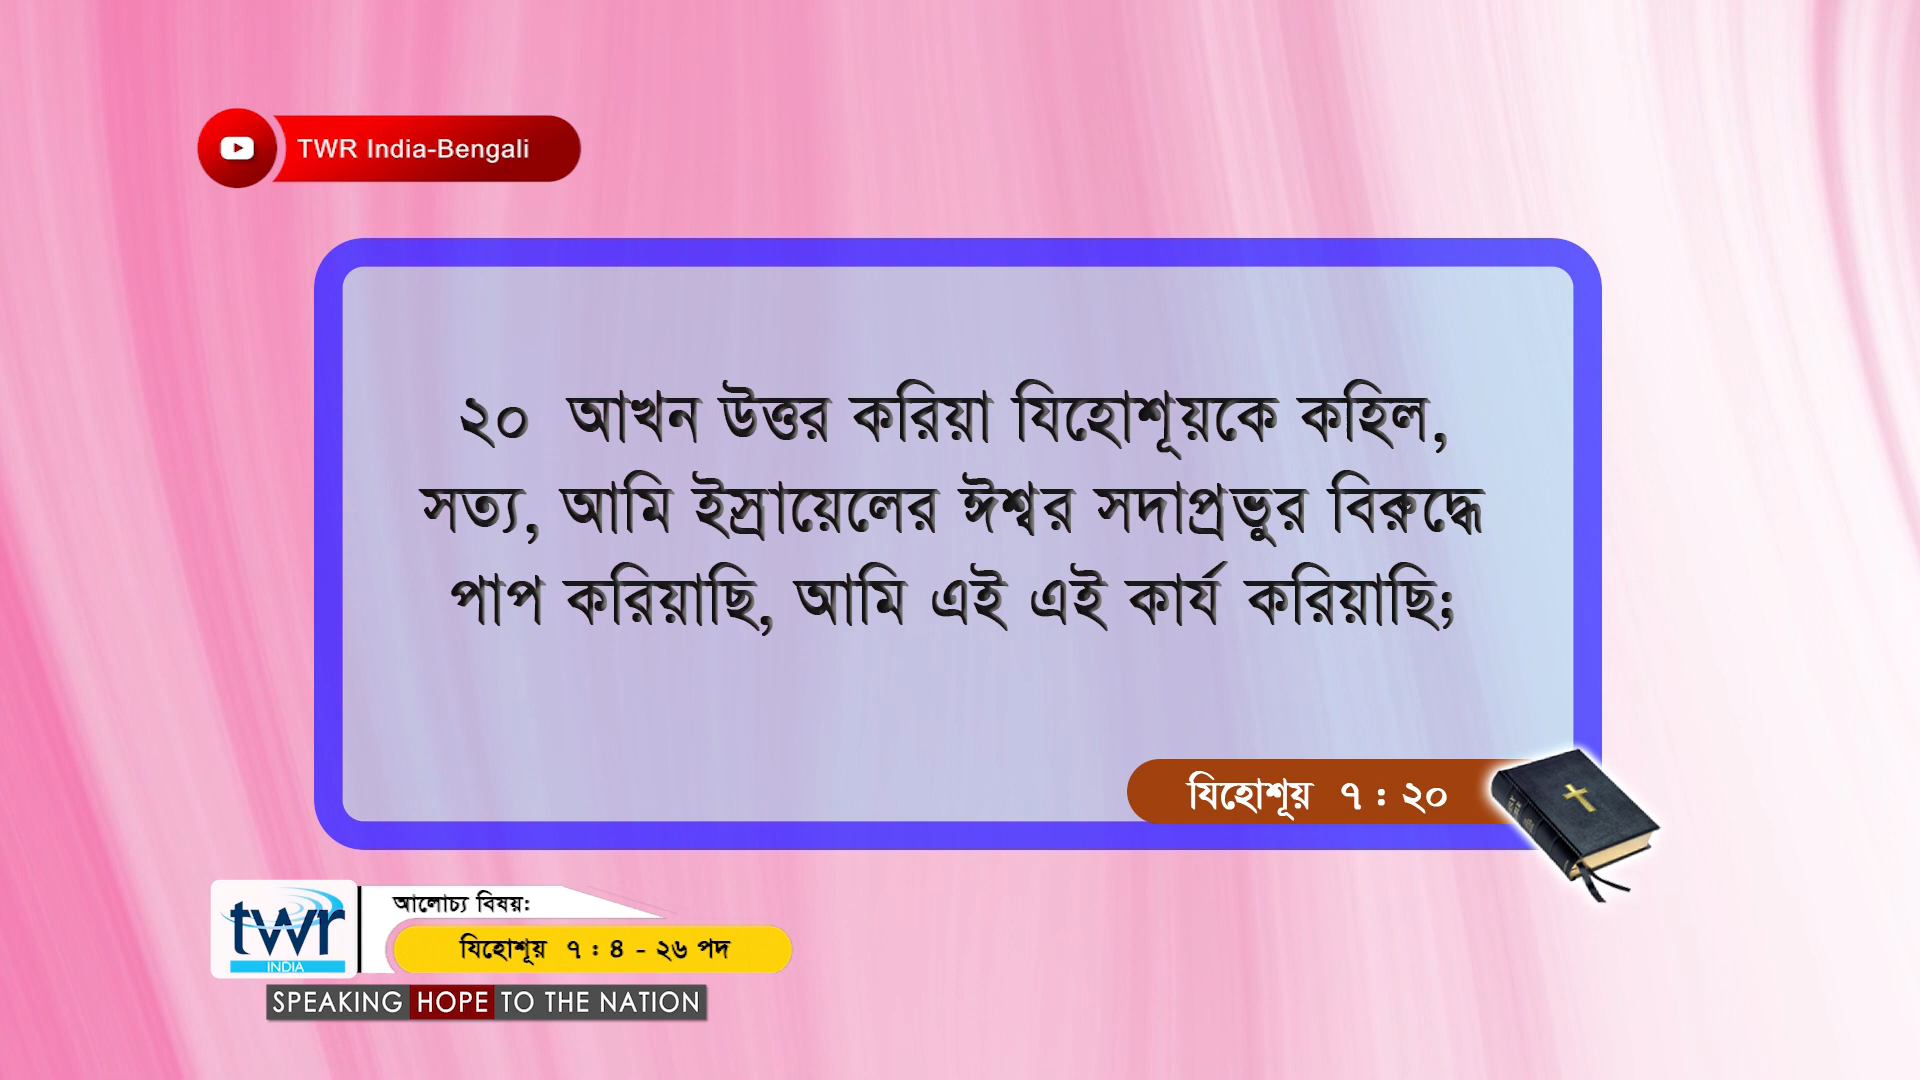 TWR India-Bengali
২০ আখন উত্তর করিয়া যিহোশূয়কে কহিল,
সত্য, আমি ইস্রায়েলের ঈশ্বর সদাপ্রভুর বিরুদ্ধে
পাপ করিয়াছি, আমি এই এই কার্য করিয়াছি;
যিহোশূয় ৭ : ২০
twr
INDIA
আলোচ্য বিষয়:
যিহোশূয় ৭ : ৪ - ২৬ পদ
SPEAKING HOPE TO THE NATION